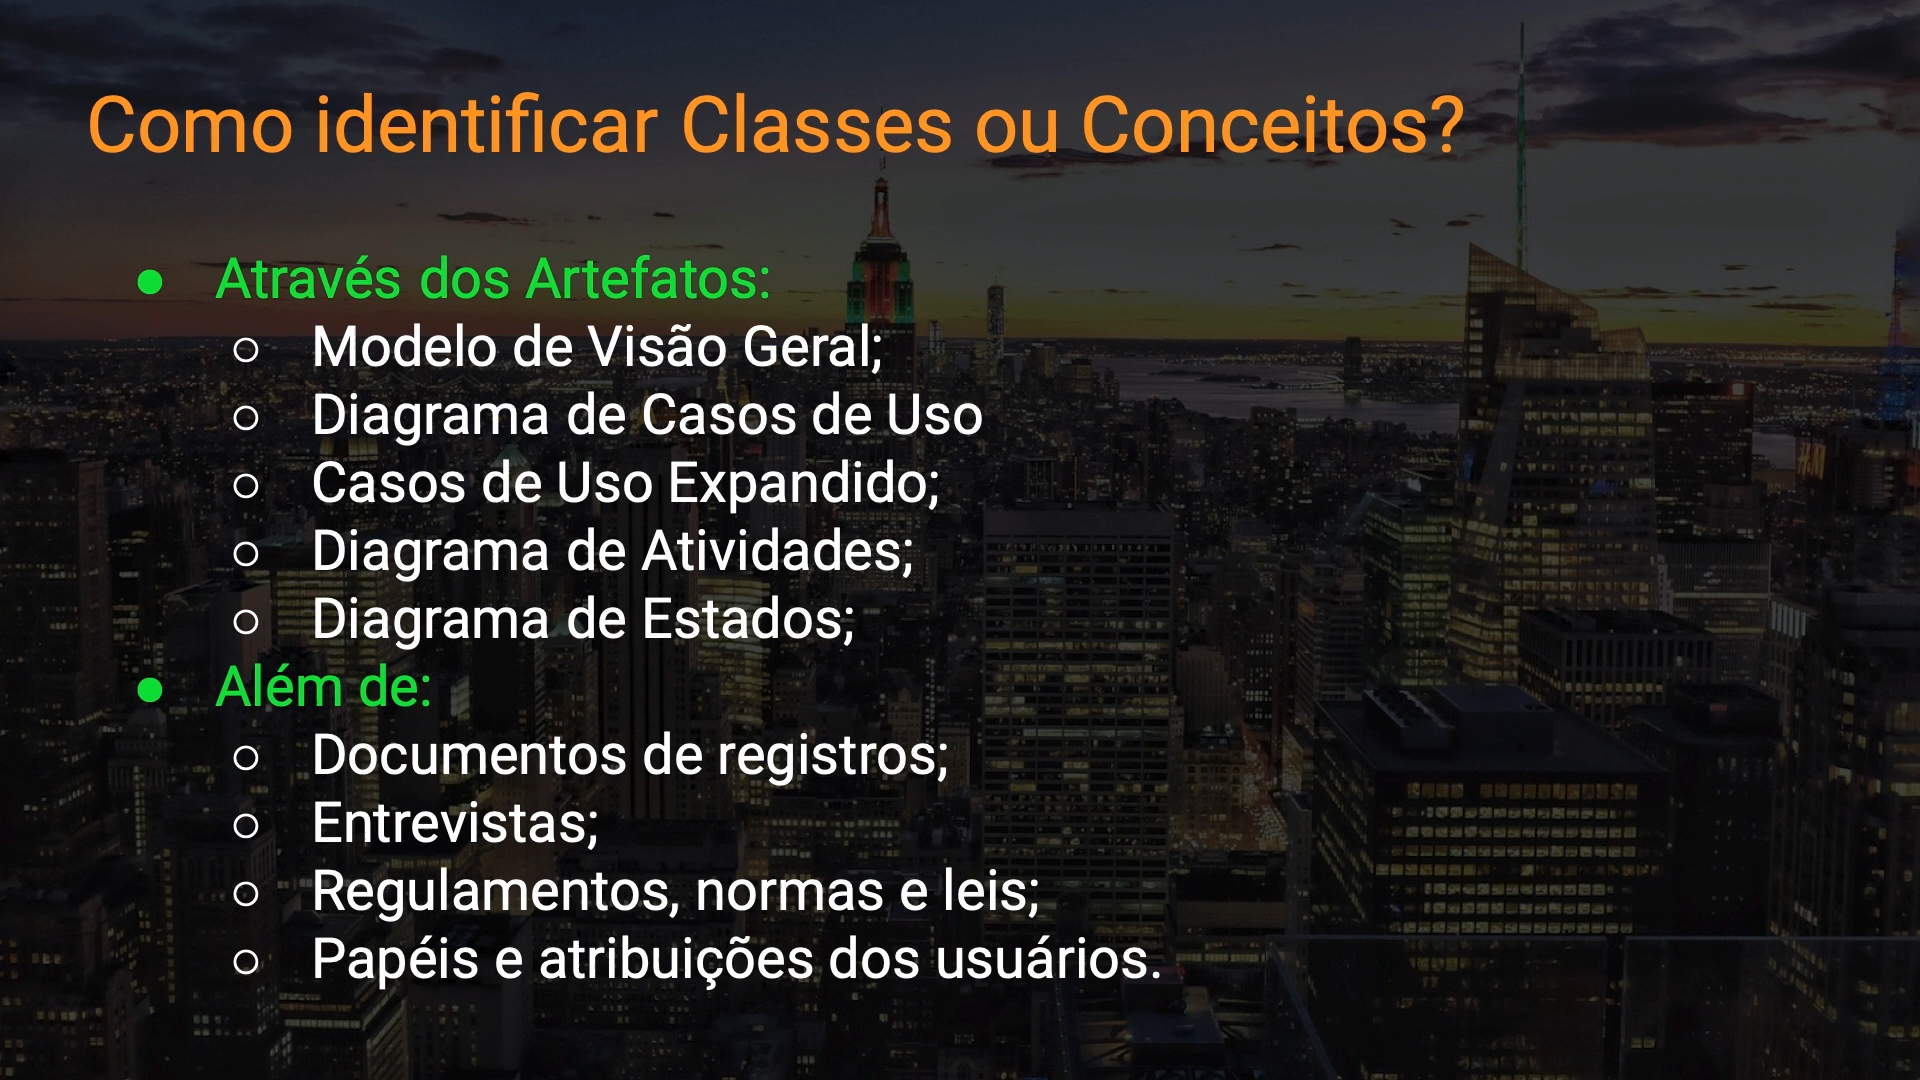 Como identificar Classes ou Conceitos?
● Através dos Artefatos:
○ Modelo de Visão Geral;
○ Diagrama de Casos de Uso
○ Casos de Uso Expandido;
○ Diagrama de Atividades;
○ Diagrama de Estados;
● Além de:
○ Documentos de registros;
○ Entrevistas;
○ Regulamentos, normas e leis;
○ Papéis e atribuições dos usuários.
H&M